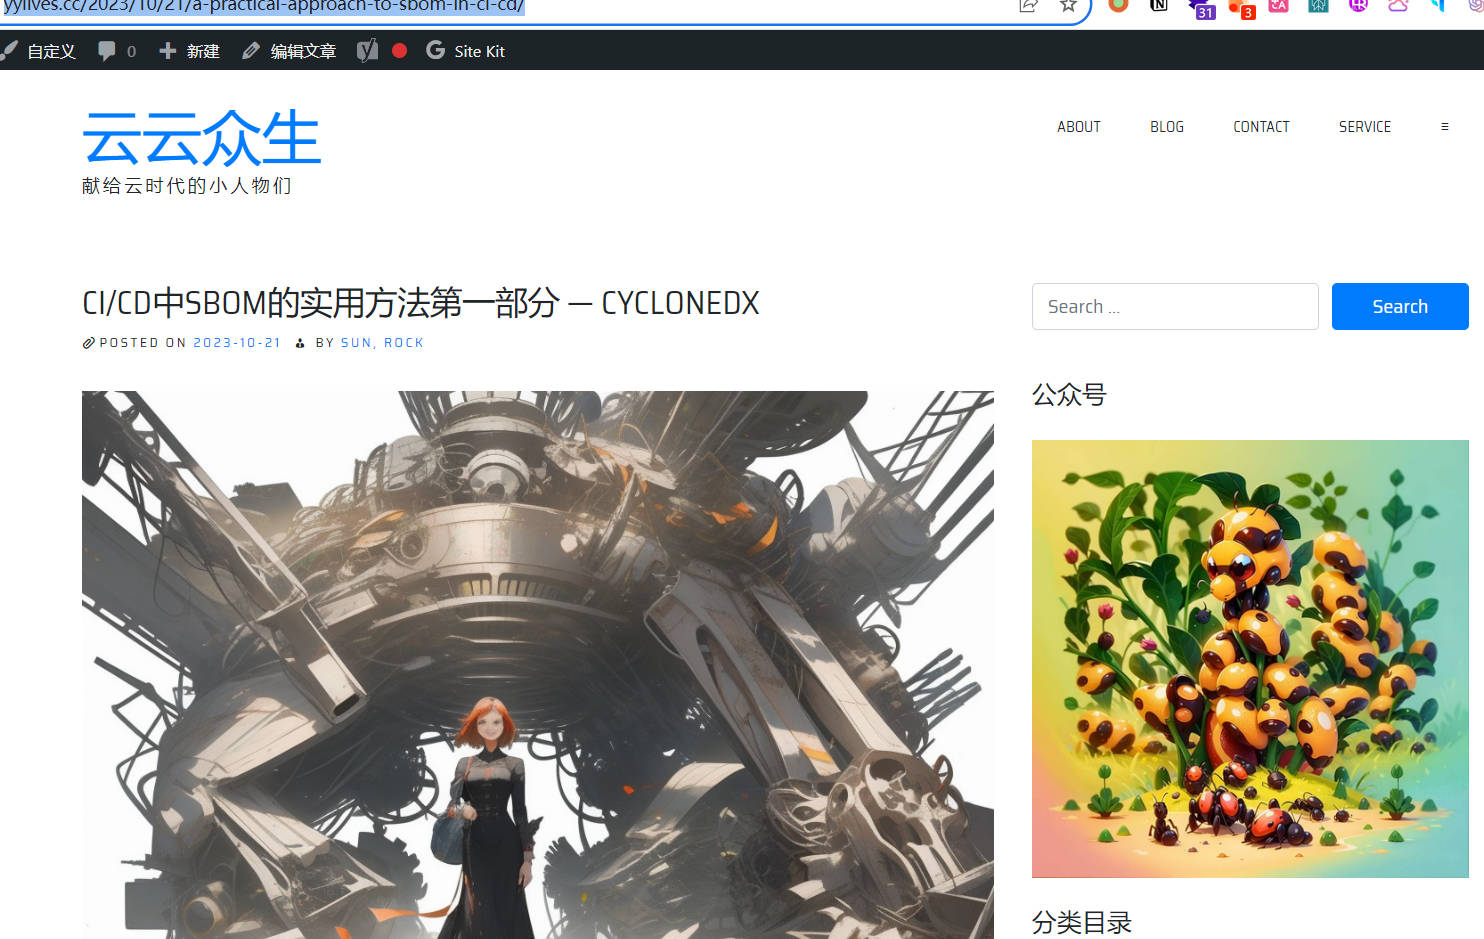 yylives.cc/2023/10/21/a-practical-approach-to-sbom-in-ci-cd/
31
3
自定义 0 新建 编辑文章 Site Kit
云云众生
献给云时代的小人物们
ABOUT BLOG CONTACT SERVICE
CI/CD中SBOM的实用方法第一部分 — CYCLONEDX
POSTED ON 2023-10-21 BY SUN, ROCK
Search ...
Search
公众号
分类目录